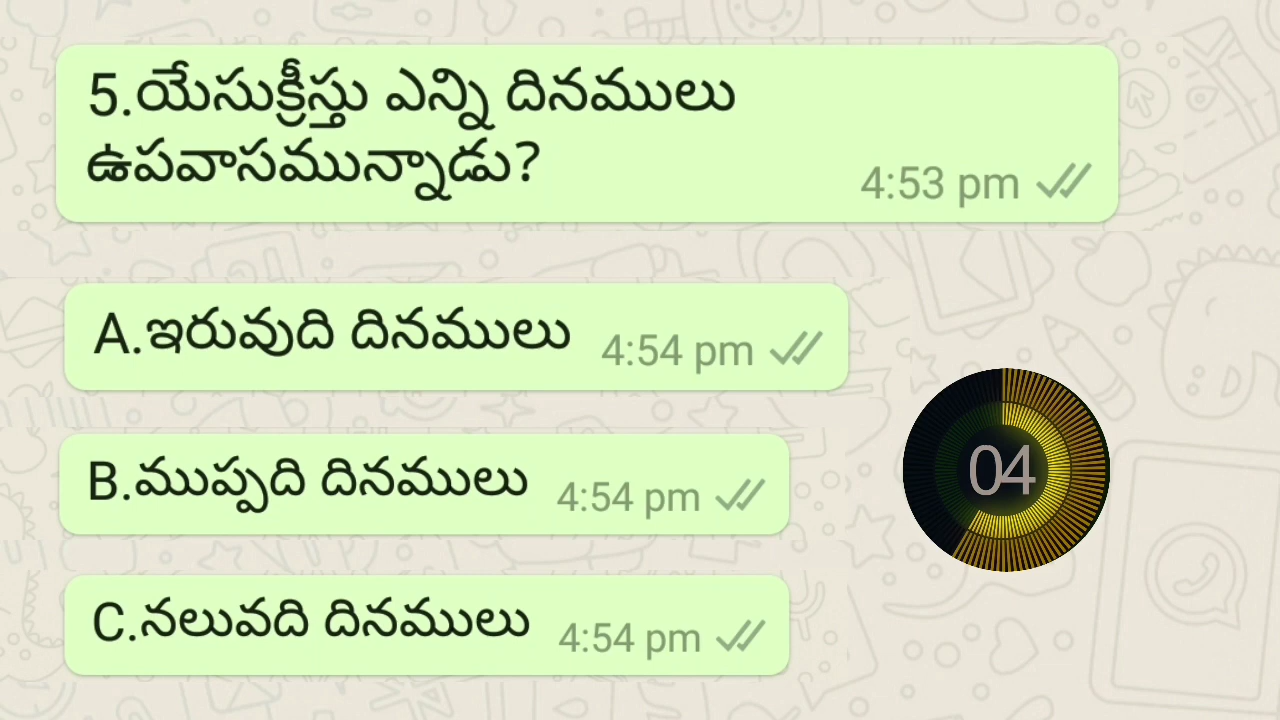 5.యేసుక్రీస్తు ఎన్ని దినములు
ఉపవాసమున్నాడు?
4:53 pm
A.ఇరువుది దినములు 4:54 pm
04
B.ముప్పది దినములు 4:54 pm
C.నలువది దినములు 4:54 pm